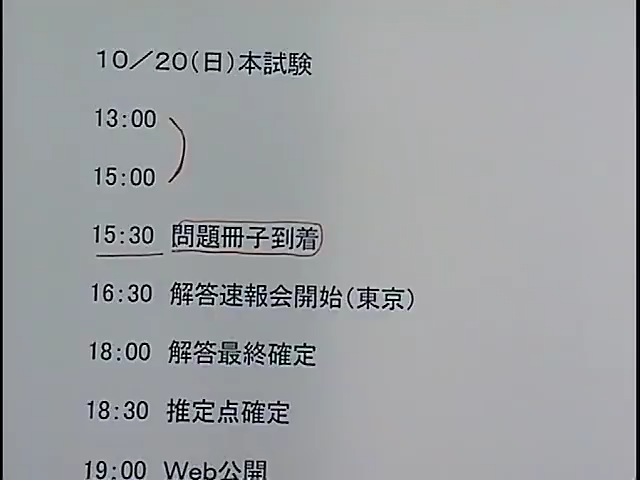 10／20(日)本試験
13:00
15:00
15:30 問題冊子到着
16:30 解答速報会開始(東京)
18:00 解答最終確定
18:30 推定点確定
19:00 Web公開